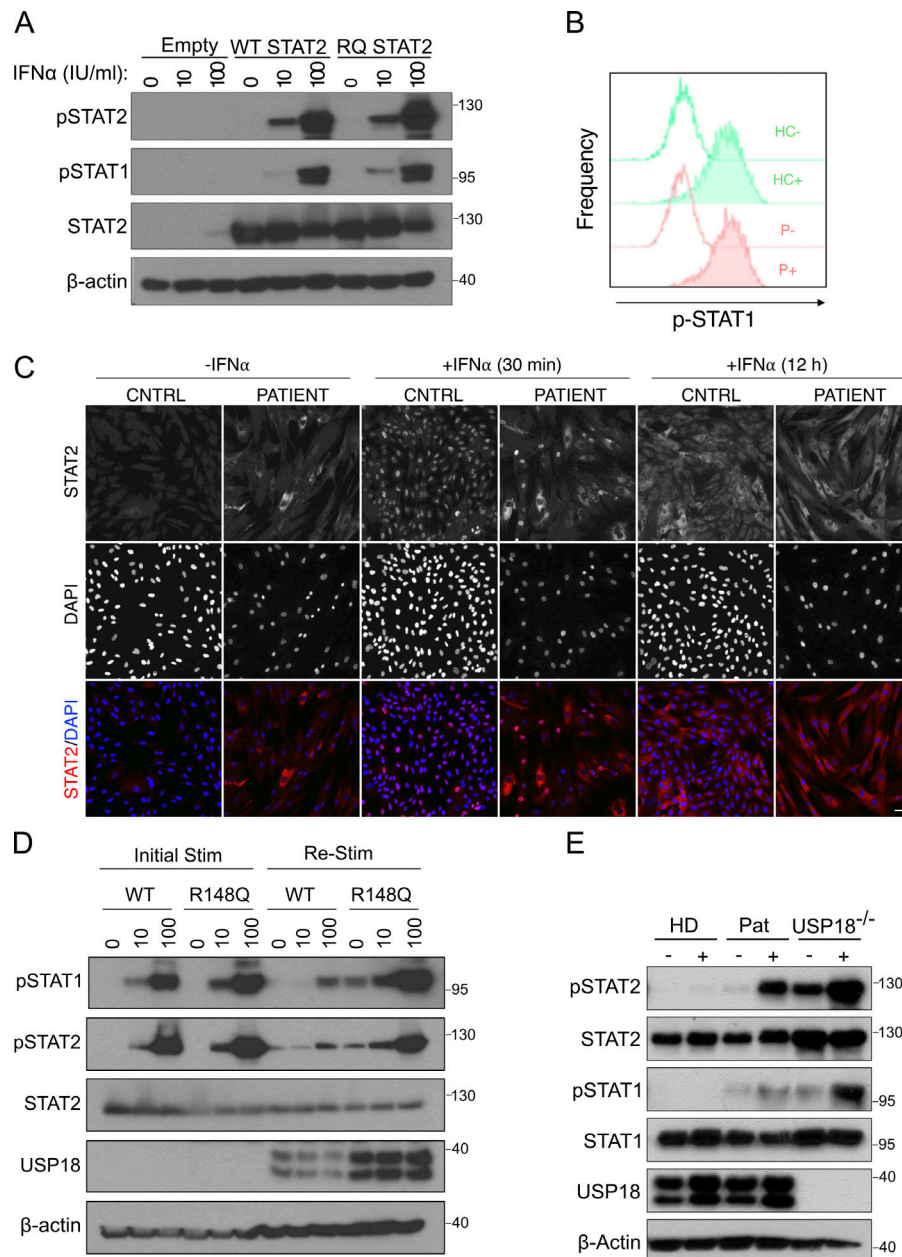 A
Empty WT STAT2 RQ STAT2
IFNα (IU/ml): 0 10 100 0 10 100 0 10 100
pSTAT2 130
pSTAT1 95
STAT2 130
β-actin 40
B
Frequency
HC-
HC+
P-
P+
p-STAT1
C
-IFNα +IFNα (30 min) +IFNα (12 h)
CNTRL PATIENT CNTRL PATIENT CNTRL PATIENT
STAT2
DAPI
STAT2/DAPI
D
Initial Stim Re-Stim
WT R148Q WT R148Q
0 10 100 0 10 100 0 10 100 0 10 100
pSTAT1 95
pSTAT2 130
STAT2 130
USP18 40
β-actin 40
E
HD Pat USP18-/-
- + - + - +
pSTAT2 130
STAT2 130
pSTAT1 95
STAT1 95
USP18 40
β-Actin 40